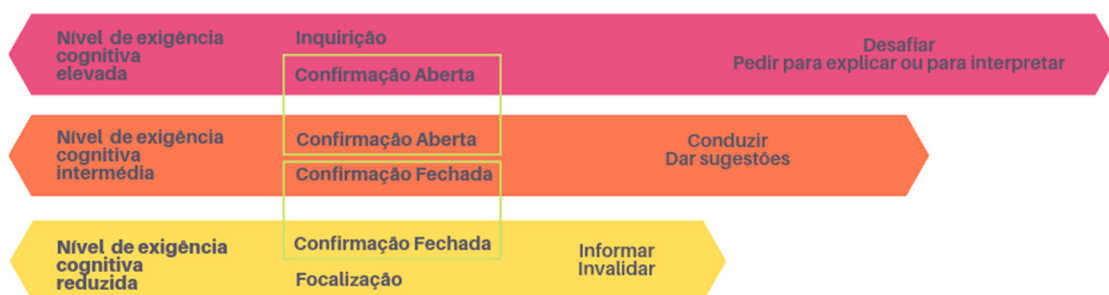 Nível de exigência
cognitiva
elevada
Inquirição
Confirmação Aberta
Desafiar
Pedir para explicar ou para interpretar
Nível de exigência
cognitiva
intermédia
Confirmação Aberta
Confirmação Fechada
Conduzir
Dar sugestões
Nível de exigência
cognitiva
reduzida
Confirmação Fechada
Focalização
Informar
Invalidar